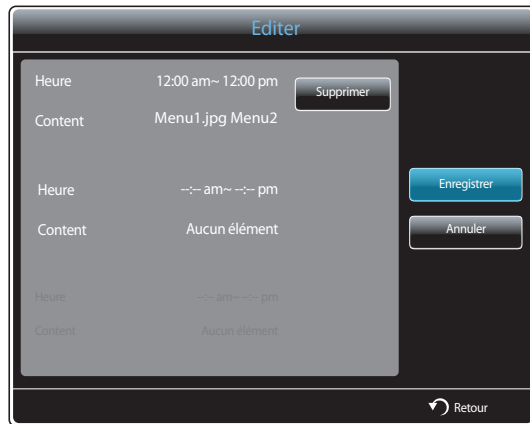 Editer
Heure 12:00 am~ 12:00 pm
Supprimer
Content Menu1.jpg Menu2
Heure --:-- am~ --:-- pm
Enregistrer
Content Aucun élément
Annuler
Heure --:-- am~ --:-- pm
Content Aucun élément
Retour